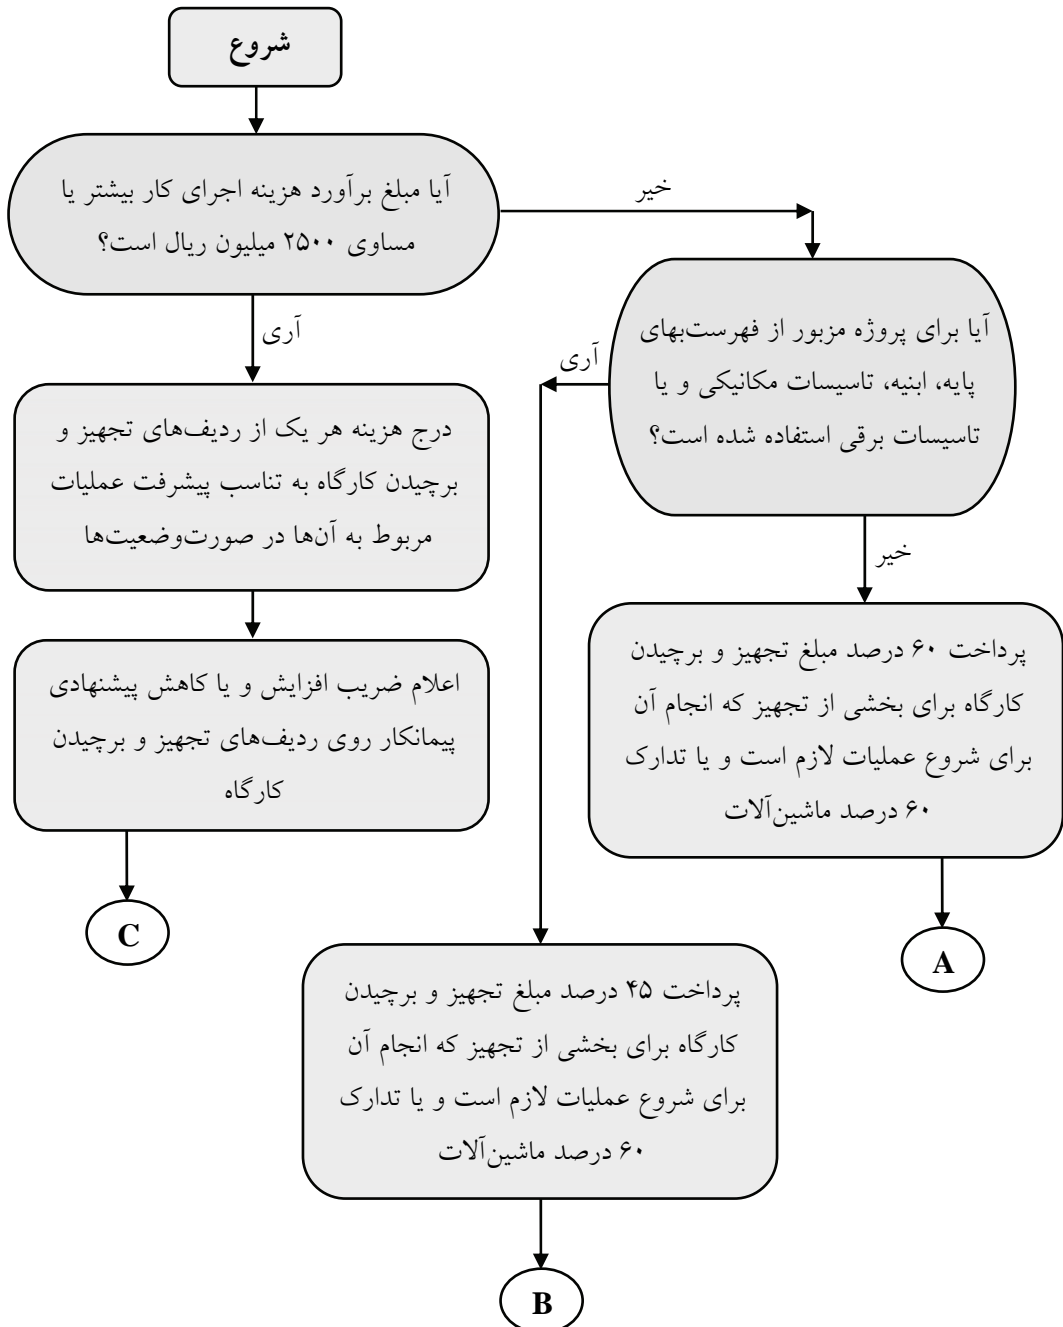 شروع
آیا مبلغ برآورد هزینه اجرای کار بیشتر یا
مساوی ۲۵۰۰ میلیون ریال است؟
خیر
آیا برای پروژه مزبور از فهرست‌بهای
پایه، ابنیه، تاسیسات مکانیکی و یا
تاسیسات برقی استفاده شده است؟
آری
آری
درج هزینه هر یک از ردیف‌های تجهیز و
برچیدن کارگاه به تناسب پیشرفت عملیات
مربوط به آن‌ها در صورت‌وضعیت‌ها
خیر
پرداخت ۶۰ درصد مبلغ تجهیز و برچیدن
کارگاه برای بخشی از تجهیز که انجام آن
برای شروع عملیات لازم است و یا تدارک
۶۰ درصد ماشین‌آلات
اعلام ضریب افزایش و یا کاهش پیشنهادی
پیمانکار روی ردیف‌های تجهیز و برچیدن
کارگاه
C
A
پرداخت ۴۵ درصد مبلغ تجهیز و برچیدن
کارگاه برای بخشی از تجهیز که انجام آن
برای شروع عملیات لازم است و یا تدارک
۶۰ درصد ماشین‌آلات
B